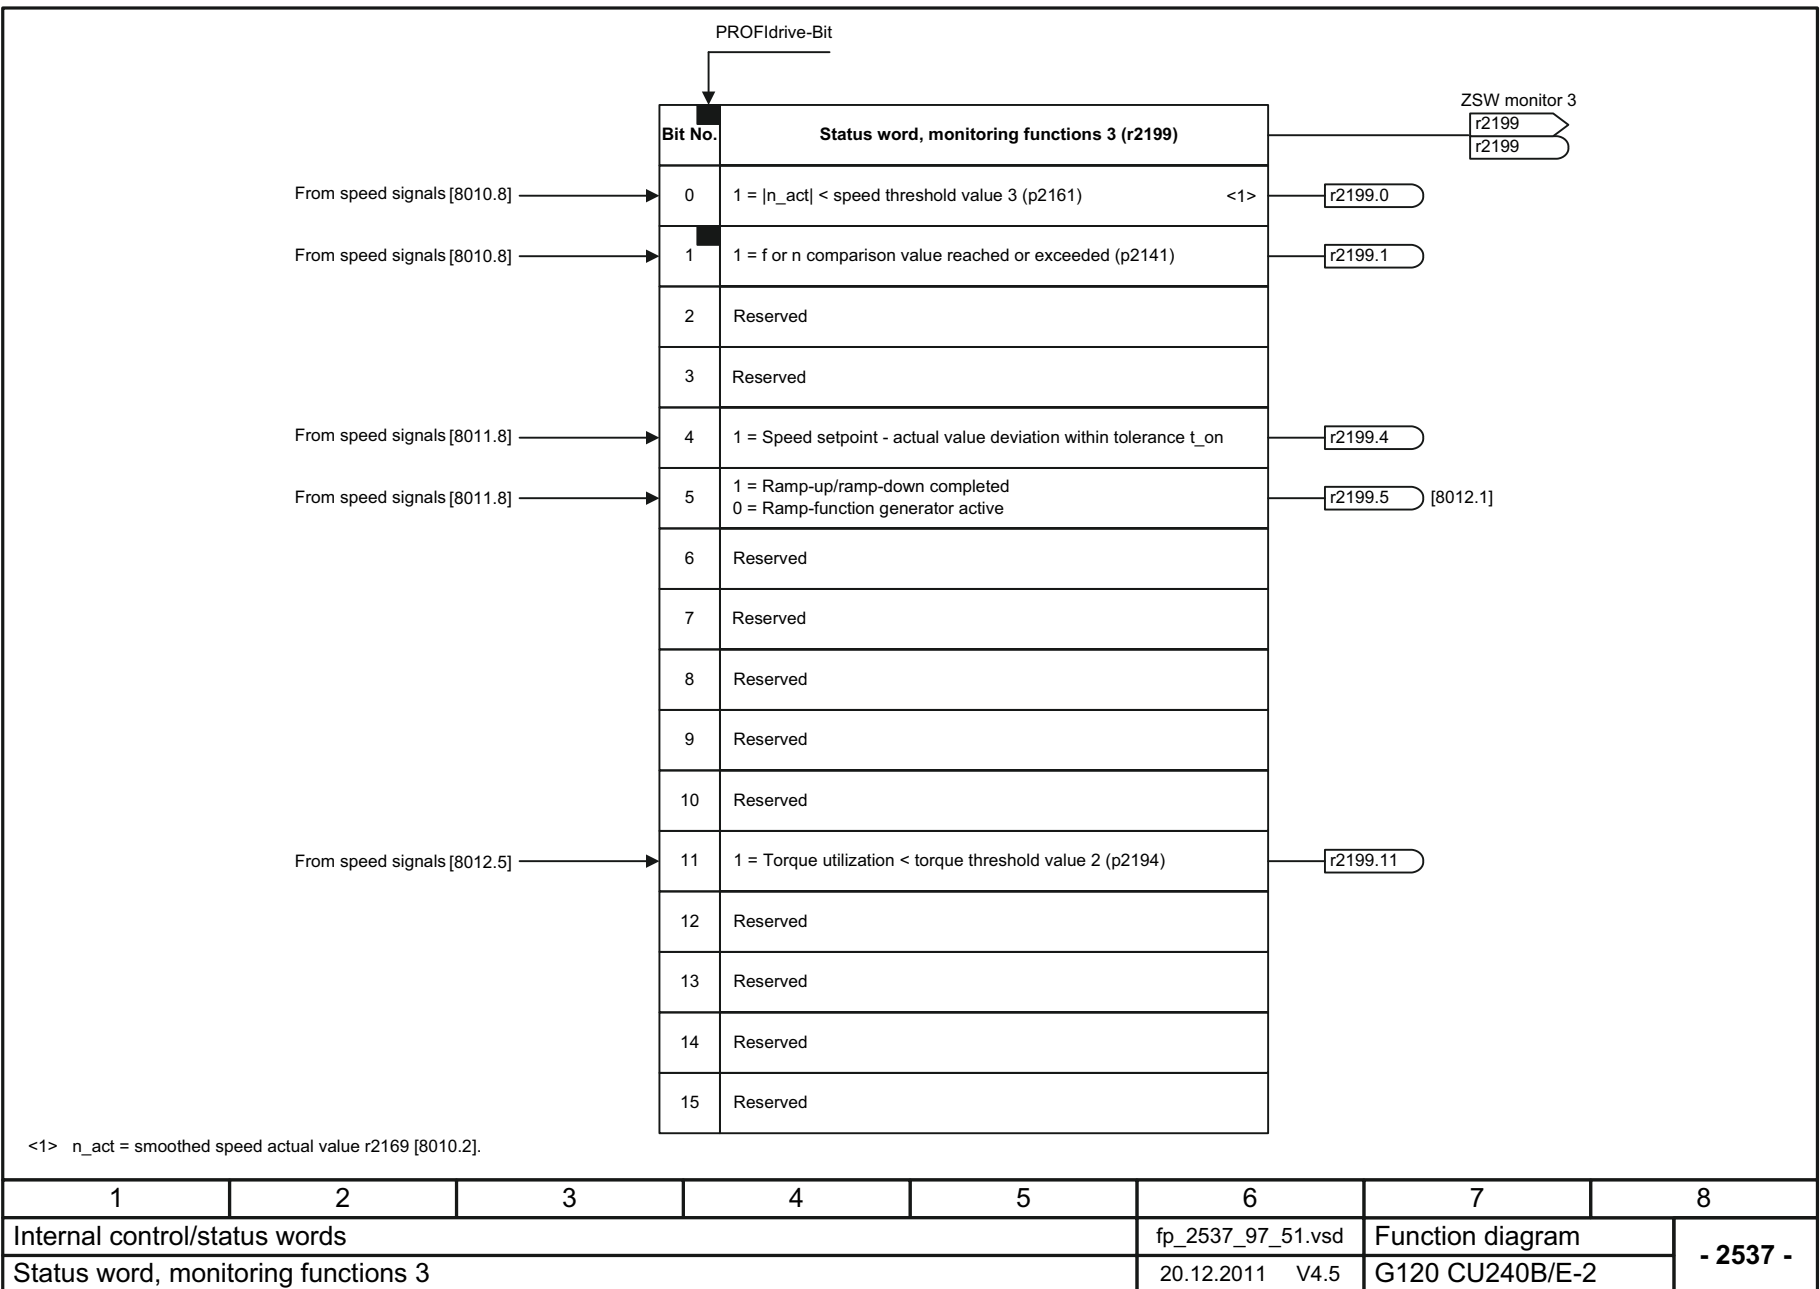 PROFIdrive-Bit
ZSW monitor 3
r2199
r2199
Bit No. Status word, monitoring functions 3 (r2199)
From speed signals [8010.8] 0 1 = |n_act| < speed threshold value 3 (p2161) <1> r2199.0
From speed signals [8010.8] 1 1 = f or n comparison value reached or exceeded (p2141) r2199.1
2 Reserved
3 Reserved
From speed signals [8011.8] 4 1 = Speed setpoint - actual value deviation within tolerance t_on r2199.4
From speed signals [8011.8] 5 1 = Ramp-up/ramp-down completed
0 = Ramp-function generator active
r2199.5 [8012.1]
6 Reserved
7 Reserved
8 Reserved
9 Reserved
10 Reserved
From speed signals [8012.5] 11 1 = Torque utilization < torque threshold value 2 (p2194) r2199.11
12 Reserved
13 Reserved
14 Reserved
15 Reserved
<1> n_act = smoothed speed actual value r2169 [8010.2].
1 2 3 4 5 6 7 8
Internal control/status words fp_2537_97_51.vsd Function diagram
- 2537 -
Status word, monitoring functions 3 20.12.2011 V4.5 G120 CU240B/E-2